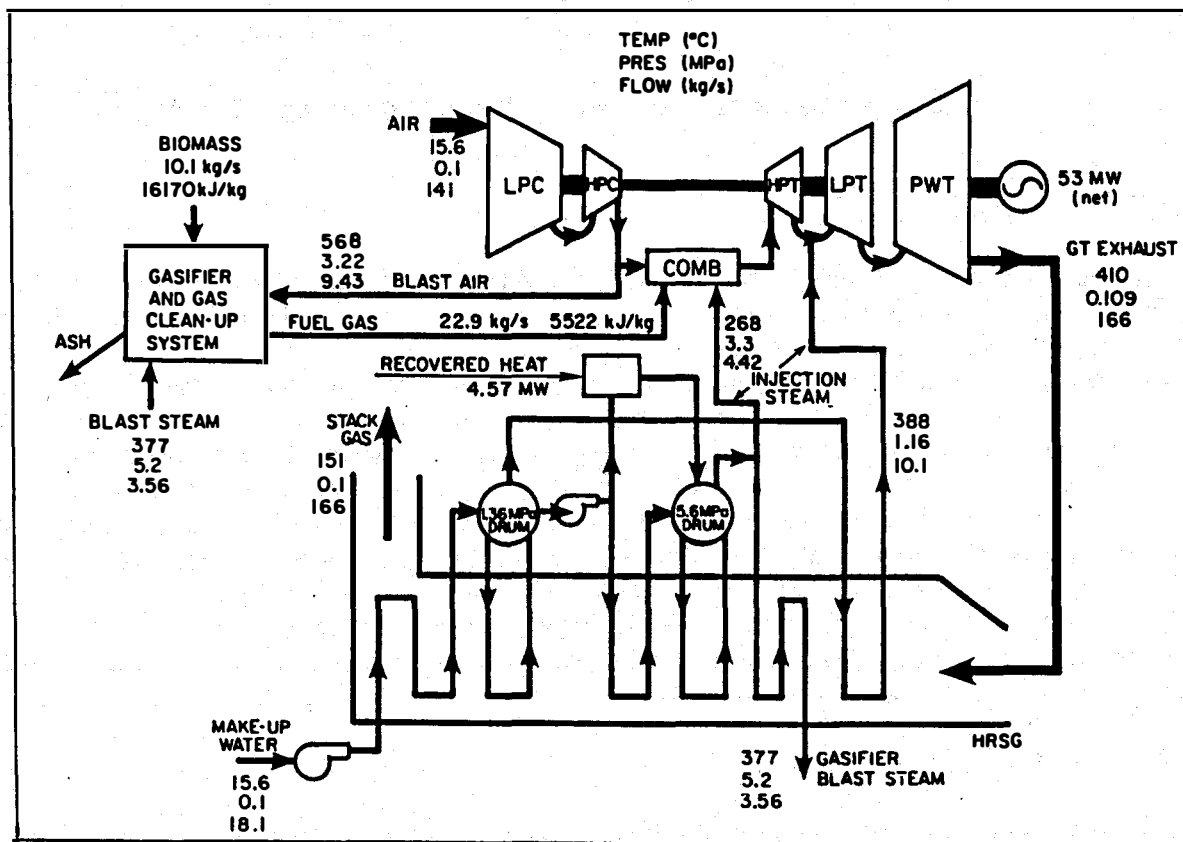 TEMP (°C)
PRES (MPa)
FLOW (kg/s)
AIR
15.6
0.1
141
LPC
HPC
HPT
LPT
PWT
53 MW
(net)
BIOMASS
10.1 kg/s
16170kJ/kg
GASIFIER
AND GAS
CLEAN-UP
SYSTEM
ASH
BLAST STEAM
377
5.2
3.56
568
3.22
9.43
BLAST AIR
FUEL GAS 22.9 kg/s 5522 kJ/kg
COMB
GT EXHAUST
410
0.109
166
268
3.3
4.42
INJECTION
STEAM
RECOVERED HEAT
4.57 MW
388
1.16
10.1
STACK
GAS
151
0.1
166
1.36 MPa
DRUM
5.6MPa
DRUM
MAKE-UP
WATER
15.6
0.1
18.1
HRSG
377
5.2
3.56
GASIFIER
BLAST STEAM